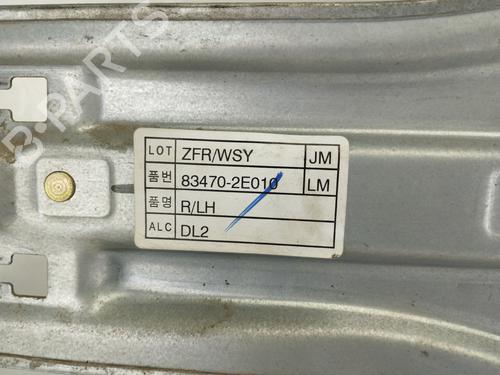 B-PARTS
LOT ZFR/WSY JM
품번 83470-2E010 LM
품명 R/LH
ALC DL2